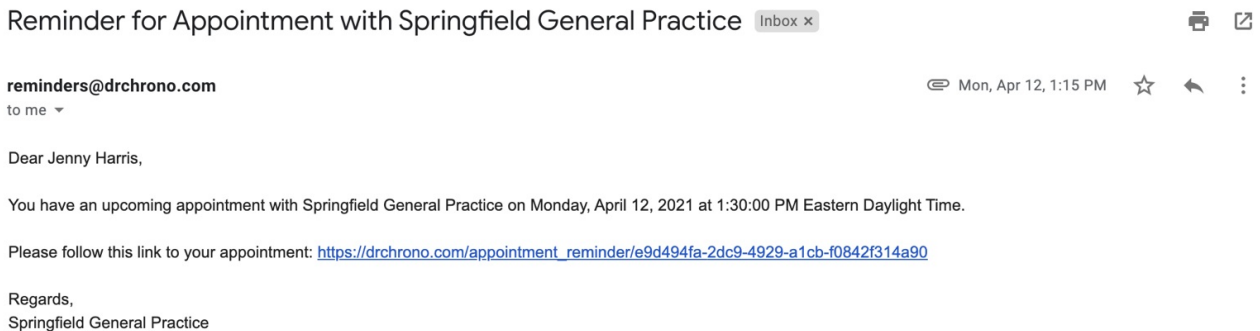 Reminder for Appointment with Springfield General Practice Inbox ×
reminders@drchrono.com Mon, Apr 12, 1:15 PM
to me
Dear Jenny Harris,
You have an upcoming appointment with Springfield General Practice on Monday, April 12, 2021 at 1:30:00 PM Eastern Daylight Time.
Please follow this link to your appointment: https://drchrono.com/appointment_reminder/e9d494fa-2dc9-4929-a1cb-f0842f314a90
Regards,
Springfield General Practice